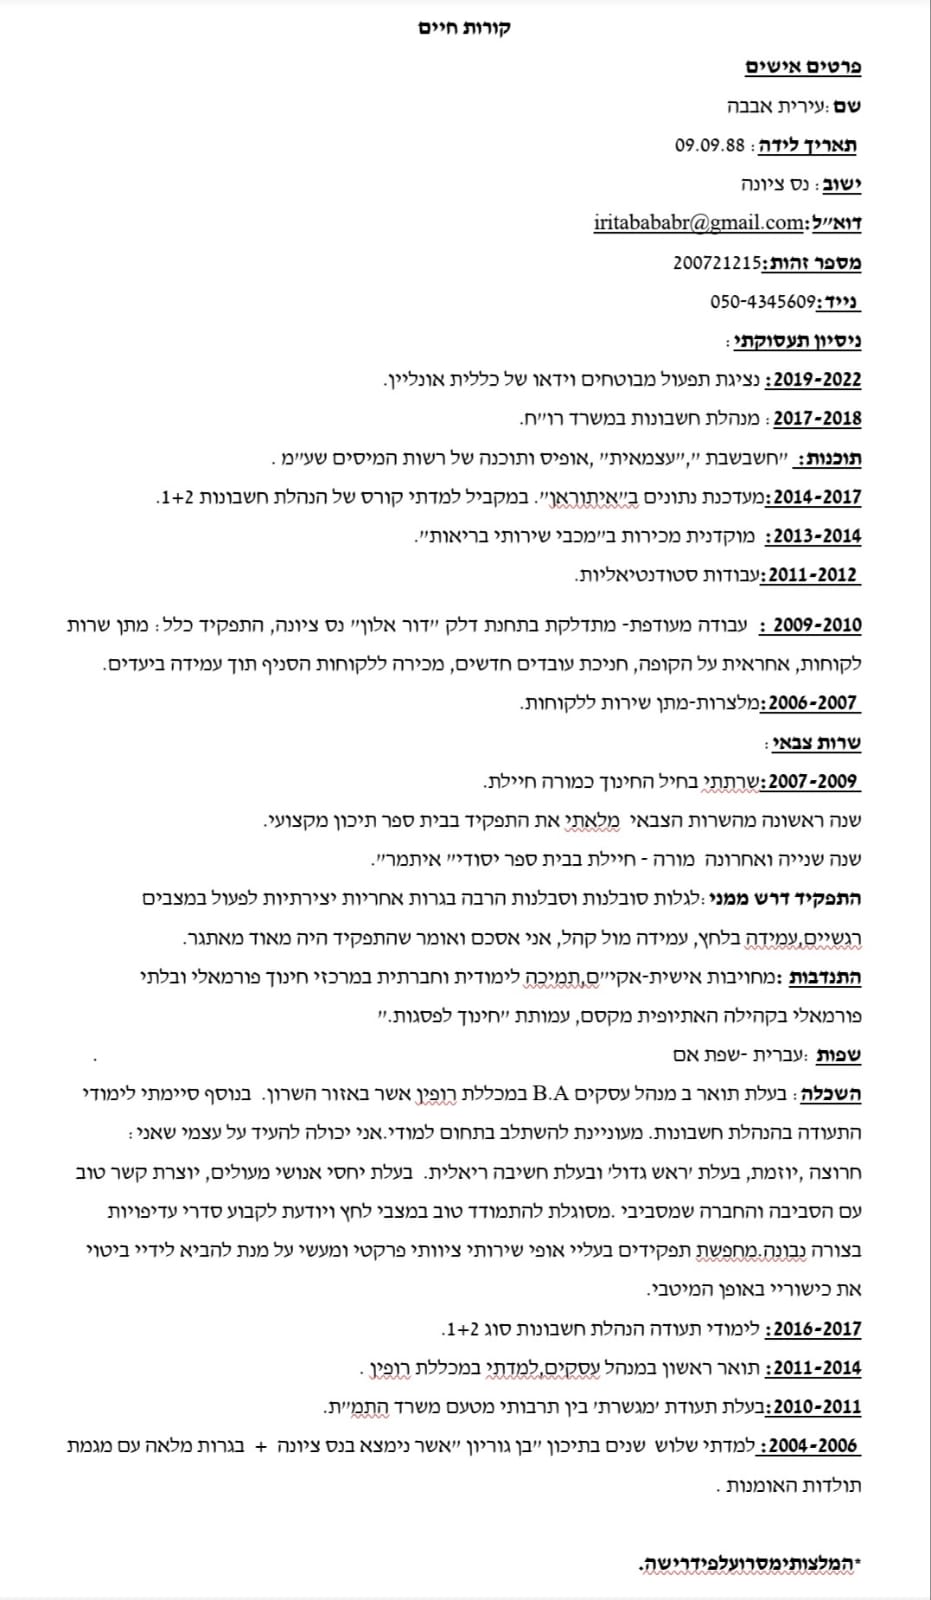 קורות חיים
פרטים אישים
שם :עירית אבבה
תאריך לידה : 09.09.88
ישוב : נס ציונה
דוא"ל:iritabababr@gmail.com
מספר זהות:200721215
נייד:050-4345609
ניסיון תעסוקתי :
2019-2022: נציגת תפעול מבוטחים וידאו של כללית אונליין.
2017-2018 : מנהלת חשבונות במשרד רו"ח.
תוכנות: "חשבשבת ","עצמאית" ,אופיס ותוכנה של רשות המיסים שע"מ .
2014-2017:מעדכנת נתונים ב"איתוראן". במקביל למדתי קורס של הנהלת חשבונות 1+2.
2013-2014: מוקדנית מכירות ב"מכבי שירותי בריאות".
2011-2012:עבודות סטודנטיאליות.
2009-2010 : עבודה מעודפת- מתדלקת בתחנת דלק "דור אלון" נס ציונה, התפקיד כלל: מתן שרות
לקוחות, אחראית על הקופה, חניכת עובדים חדשים, מכירה ללקוחות הסניף תוך עמידה ביעדים.
2006-2007:מלצרות-מתן שירות ללקוחות.
שרות צבאי :
2007-2009:שרתתי בחיל החינוך כמורה חיילת.
שנה ראשונה מהשרות הצבאי מלאתי את התפקיד בבית ספר תיכון מקצועי.
שנה שנייה ואחרונה מורה - חיילת בבית ספר יסודי" איתמר".
התפקיד דרש ממני :לגלות סובלנות וסבלנות הרבה בגרות אחריות יצירתיות לפעול במצבים
רגשיים,עמידה בלחץ, עמידה מול קהל, אני אסכם ואומר שהתפקיד היה מאוד מאתגר.
התנדבות :מחויבות אישית-אקי"ם,תמיכה לימודית וחברתית במרכזי חינוך פורמאלי ובלתי
פורמאלי בקהילה האתיופית מקסם, עמותת "חינוך לפסגות."
שפות :עברית -שפת אם .
השכלה : בעלת תואר ב מנהל עסקים B.A במכללת רופין אשר באזור השרון. בנוסף סיימתי לימודי
התעודה בהנהלת חשבונות. מעוניינת להשתלב בתחום למודי.אני יכולה להעיד על עצמי שאני :
חרוצה ,יוזמת, בעלת 'ראש גדול' ובעלת חשיבה ריאלית. בעלת יחסי אנושי מעולים, יוצרת קשר טוב
עם הסביבה והחברה שמסביבי .מסוגלת להתמודד טוב במצבי לחץ ויודעת לקבוע סדרי עדיפויות
בצורה נבונה.מחפשת תפקידים בעליי אופי שירותי ציוותי פרקטי ומעשי על מנת להביא לידיי ביטוי
את כישוריי באופן המיטבי.
2016-2017: לימודי תעודה הנהלת חשבונות סוג 1+2.
2011-2014: תואר ראשון במנהל עסקים,למדתי במכללת רופין .
2010-2011:בעלת תעודת 'מגשרת' בין תרבותי מטעם משרד התמ"ת.
2004-2006: למדתי שלוש שנים בתיכון "בן גוריון "אשר נימצא בנס ציונה + בגרות מלאה עם מגמת
תולדות האומנות .
*המלצותימסרועלפידרישה.